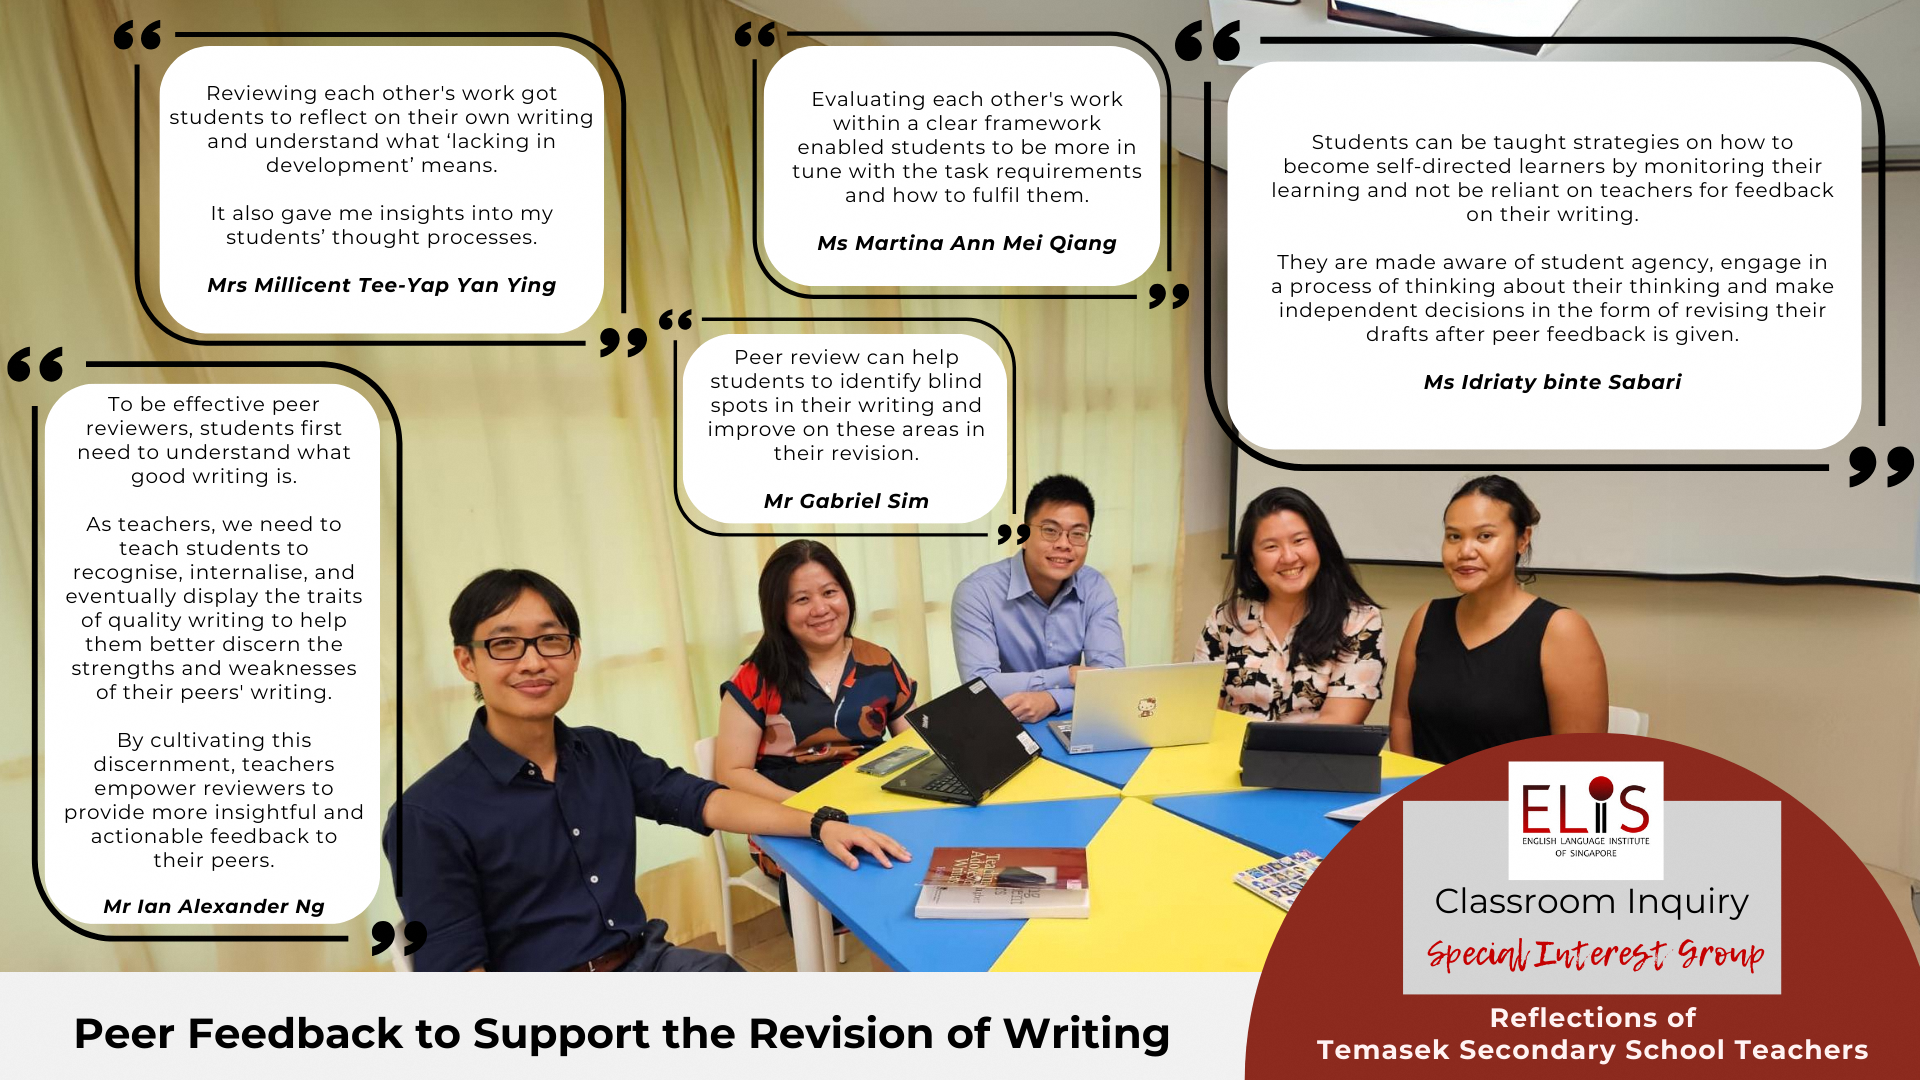 Reviewing each other's work got
students to reflect on their own writing
and understand what ‘lacking in
development’ means.
It also gave me insights into my
students’ thought processes.
Mrs Millicent Tee-Yap Yan Ying
Evaluating each other's work
within a clear framework
enabled students to be more in
tune with the task requirements
and how to fulfil them.
Ms Martina Ann Mei Qiang
Students can be taught strategies on how to
become self-directed learners by monitoring their
learning and not be reliant on teachers for feedback
on their writing.
They are made aware of student agency, engage in
a process of thinking about their thinking and make
independent decisions in the form of revising their
drafts after peer feedback is given.
Ms Idriaty binte Sabari
Peer review can help
students to identify blind
spots in their writing and
improve on these areas in
their revision.
Mr Gabriel Sim
To be effective peer
reviewers, students first
need to understand what
good writing is.
As teachers, we need to
teach students to
recognise, internalise, and
eventually display the traits
of quality writing to help
them better discern the
strengths and weaknesses
of their peers' writing.
By cultivating this
discernment, teachers
empower reviewers to
provide more insightful and
actionable feedback to
their peers.
Mr Ian Alexander Ng
ELiS
ENGLISH LANGUAGE INSTITUTE
OF SINGAPORE
Classroom Inquiry
Special Interest Group
Reflections of
Temasek Secondary School Teachers
Peer Feedback to Support the Revision of Writing